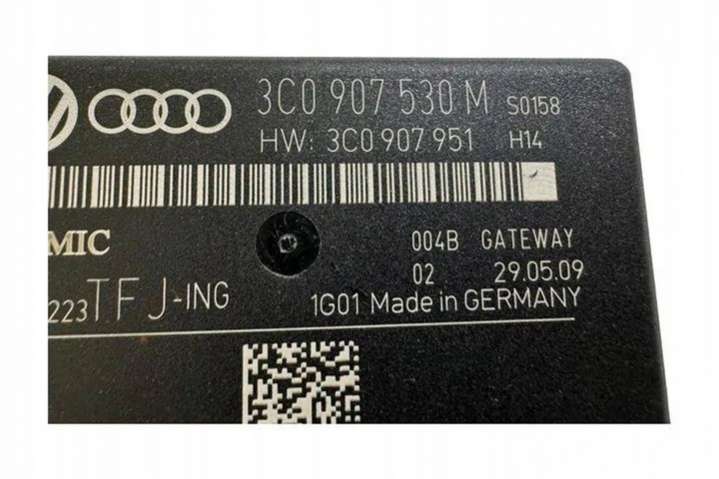 3C0 907 530 M S0158
HW: 3C0 907 951 H14
MIC
004B GATEWAY
02 29.05.09
223TFJ-ING
1G01 Made in GERMANY